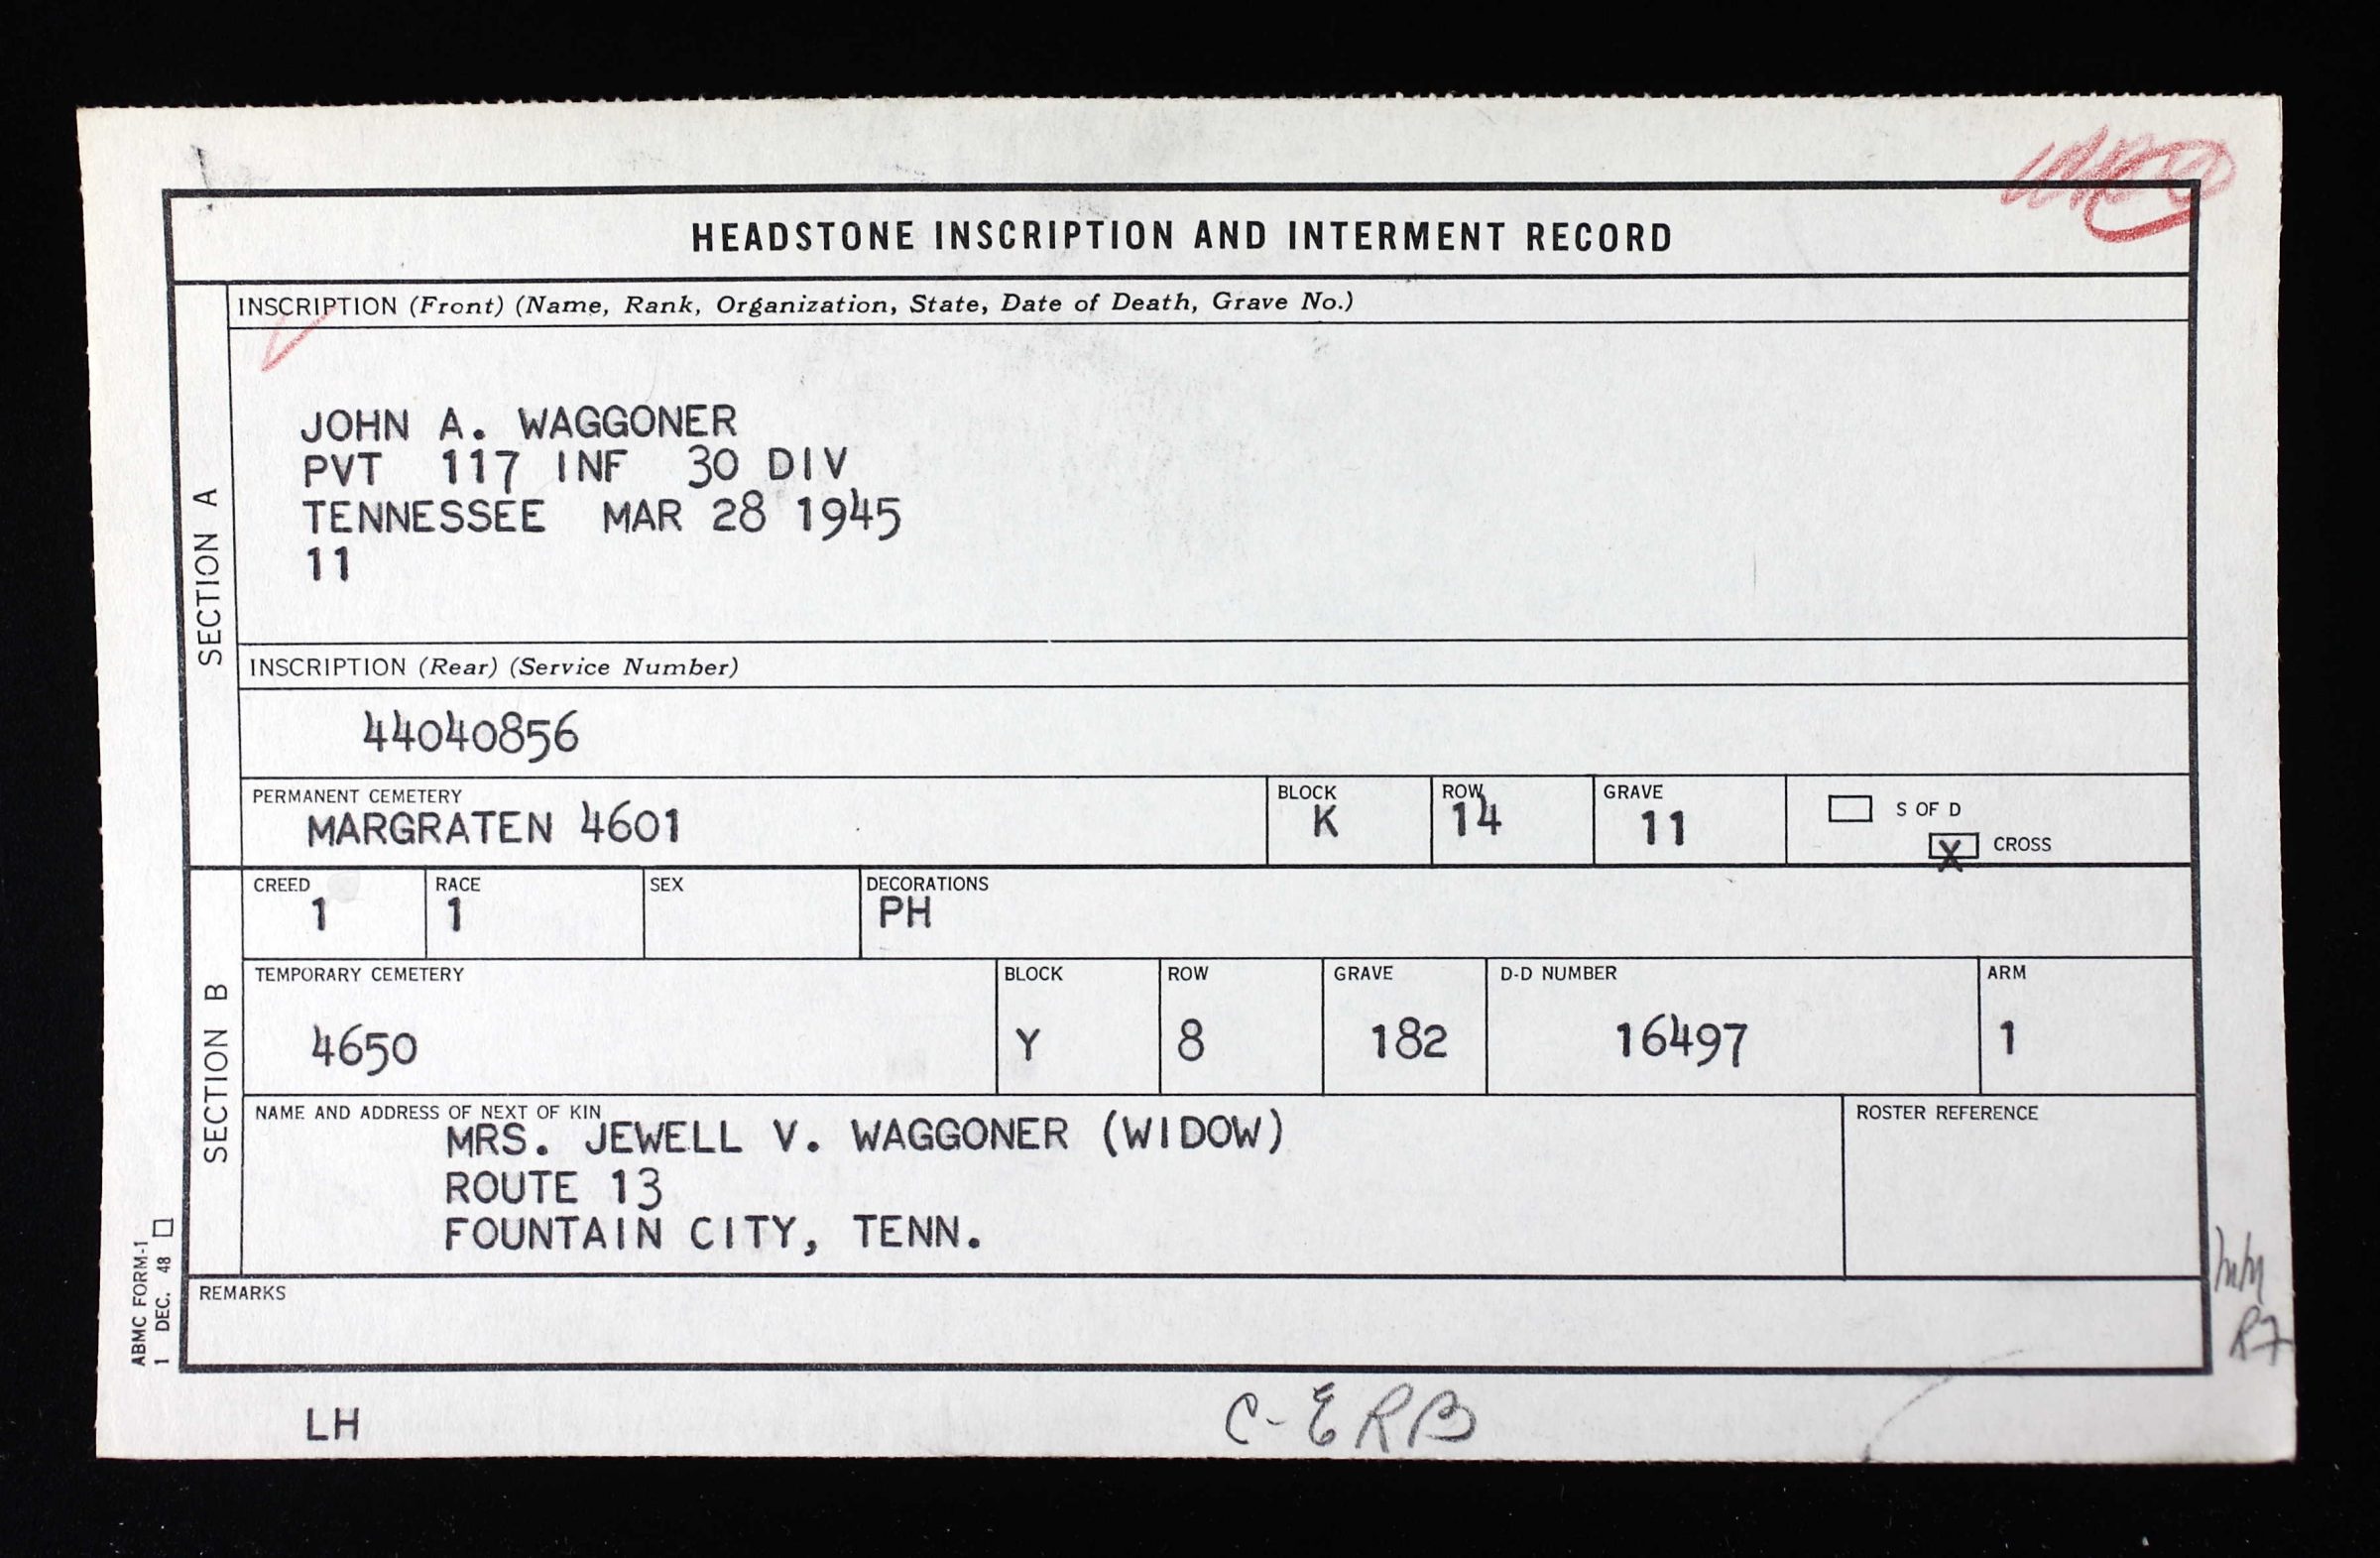 HEADSTONE INSCRIPTION AND INTERMENT RECORD
SECTION A
INSCRIPTION (Front) (Name, Rank, Organization, State, Date of Death, Grave No.)
JOHN A. WAGGONER
PVT 117 INF 30 DIV
TENNESSEE MAR 28 1945
11
INSCRIPTION (Rear) (Service Number)
44040856
PERMANENT CEMETERY BLOCK ROW GRAVE
MARGRATEN 4601 K 14 11
S OF D
X CROSS
SECTION B
CREED RACE SEX DECORATIONS
1 1 PH
TEMPORARY CEMETERY BLOCK ROW GRAVE D-D NUMBER ARM
4650 Y 8 182 16497 1
NAME AND ADDRESS OF NEXT OF KIN ROSTER REFERENCE
MRS. JEWELL V. WAGGONER (WIDOW)
ROUTE 13
FOUNTAIN CITY, TENN.
REMARKS
ABMC FORM-1
1 DEC. 48
LH
C-ERB